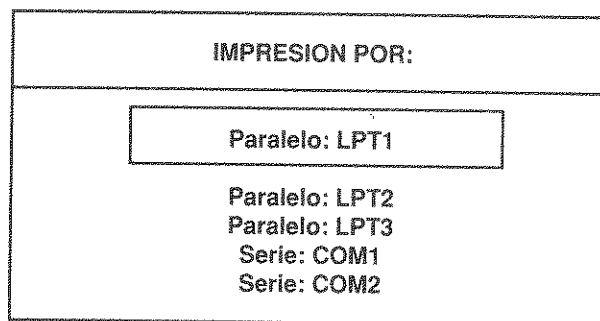 IMPRESION POR:
Paralelo: LPT1
Paralelo: LPT2
Paralelo: LPT3
Serie: COM1
Serie: COM2